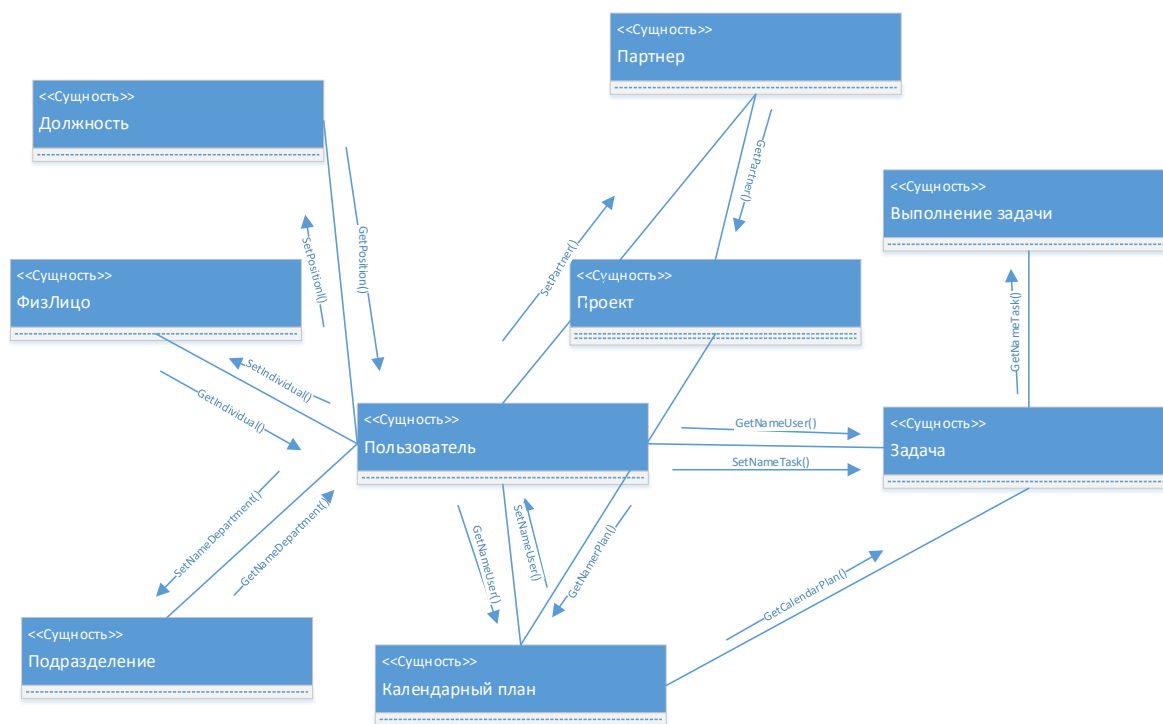 <<Сущность>>
Партнер
<<Сущность>>
Должность
GetPartner()
GetPosition()
<<Сущность>>
Выполнение задачи
SetPositionI()
SetPartner()
<<Сущность>>
ФизЛицо
<<Сущность>>
Проект
GetNameTask()
SetIndividual()
GetIndividual()
<<Сущность>>
Пользователь
GetNameUser()
SetNameTask()
<<Сущность>>
Задача
SetNameDepartment()
GetNameDepartment()
GetNameUser()
SetNameUser()
GetNamerPlan()
GetCalendarPlan()
<<Сущность>>
Подразделение
<<Сущность>>
Календарный план